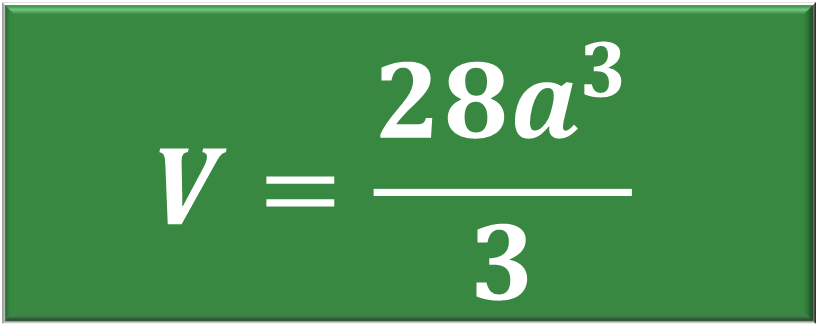 V = 28a³/3